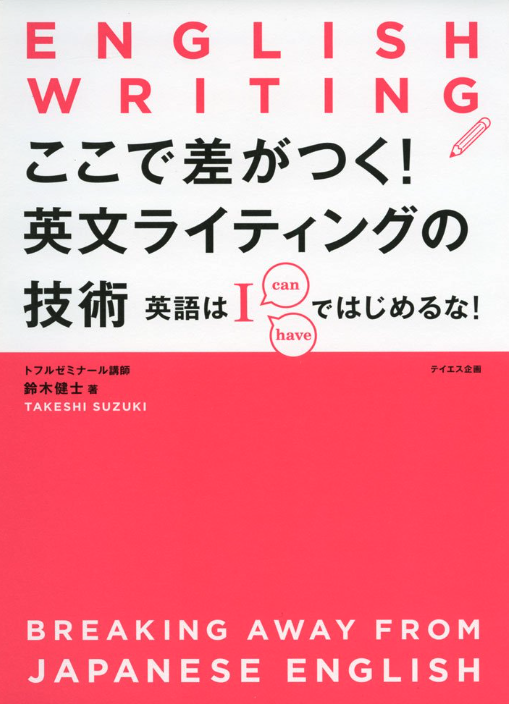 ENGLISH
WRITING
ここで差がつく!
英文ライティングの
技術 英語は I can have ではじめるな!
トフルゼミナール講師
鈴木健士 著
TAKESHI SUZUKI
テイエス企画
BREAKING AWAY FROM
JAPANESE ENGLISH